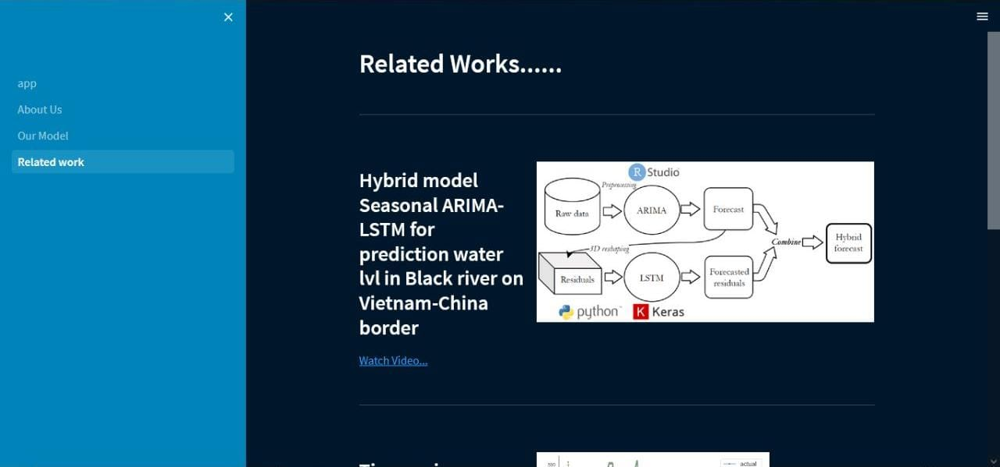 app
About Us
Our Model
Related work
Related Works......
Hybrid model
Seasonal ARIMA-
LSTM for
prediction water
lvl in Black river on
Vietnam-China
border
Watch Video...
R Studio
Preprocessing
Raw data
ARIMA
Forecast
3D reshaping
Combine
Hybrid
forecast
Residuals
LSTM
Forecasted
residuals
python
K Keras
500
actual